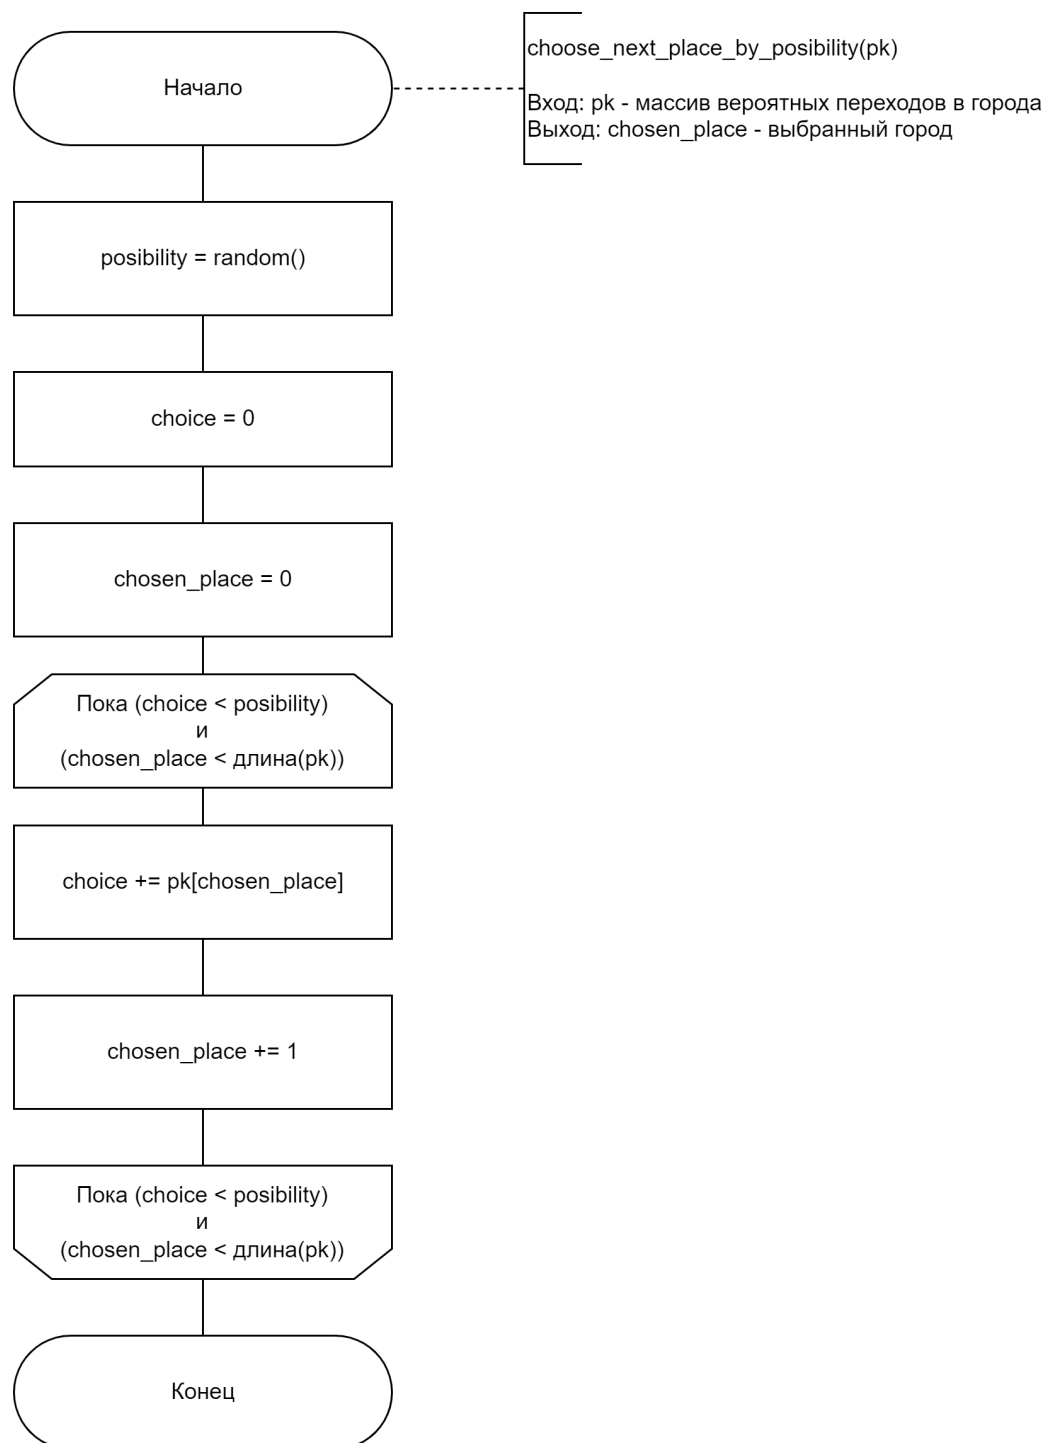 Начало
choose_next_place_by_posibility(pk)
Вход: pk - массив вероятных переходов в города
Выход: chosen_place - выбранный город
posibility = random()
choice = 0
chosen_place = 0
Пока (choice < posibility)
и
(chosen_place < длина(pk))
choice += pk[chosen_place]
chosen_place += 1
Пока (choice < posibility)
и
(chosen_place < длина(pk))
Конец